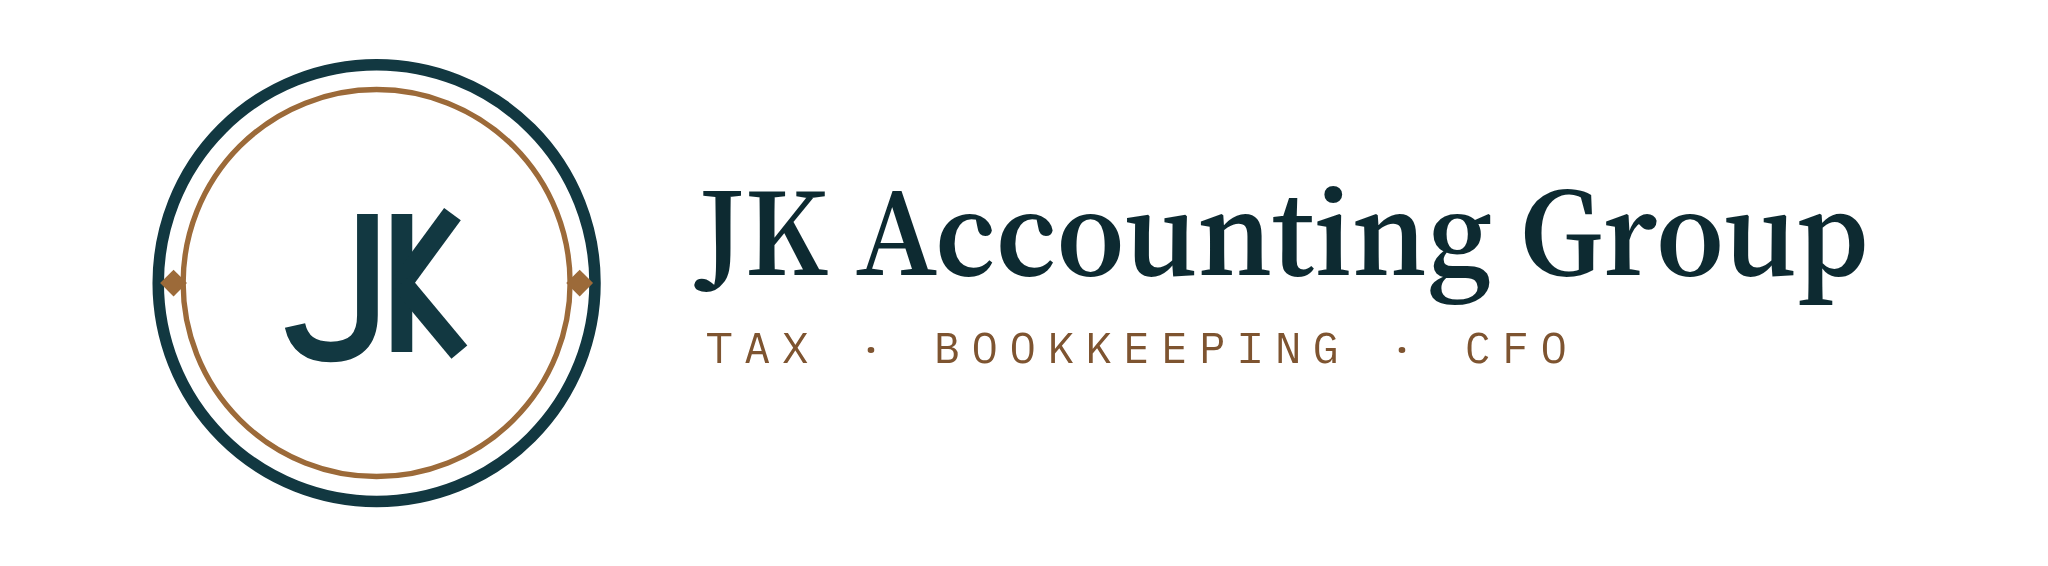 JK
JK Accounting Group
TAX · BOOKKEEPING · CFO